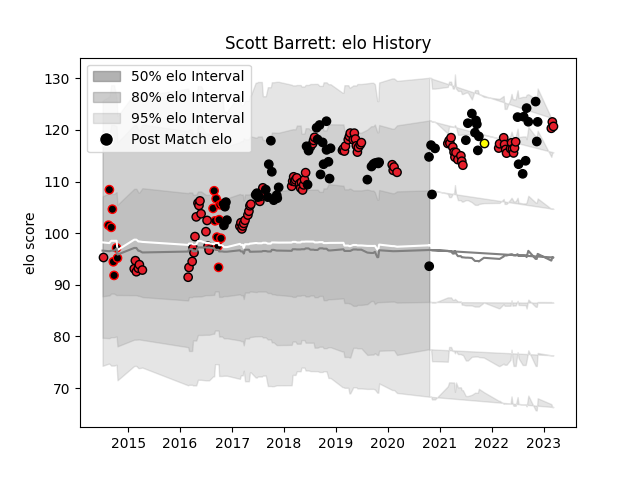 Scott Barrett: elo History
50% elo Interval
80% elo Interval
95% elo Interval
Post Match elo
elo score
130
120
110
100
90
80
70
2015 2016 2017 2018 2019 2020 2021 2022 2023